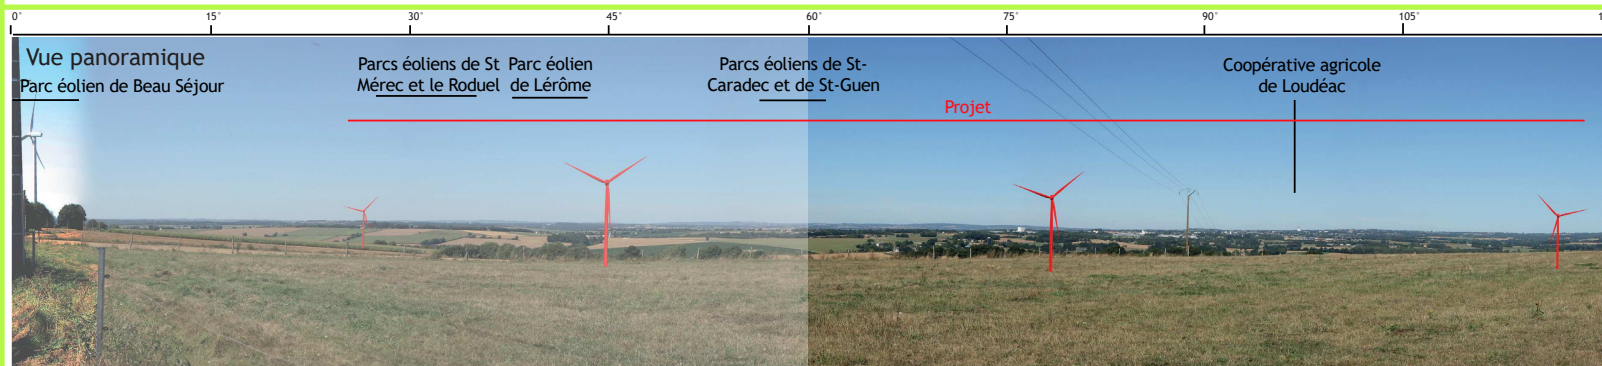 0° 15° 30° 45° 60° 75° 90° 105°
Vue panoramique
Parc éolien de Beau Séjour
Parcs éoliens de St
Mérec et le Roduel
Parc éolien
de Lérôme
Parcs éoliens de St-
Caradec et de St-Guen
Projet
Coopérative agricole
de Loudéac